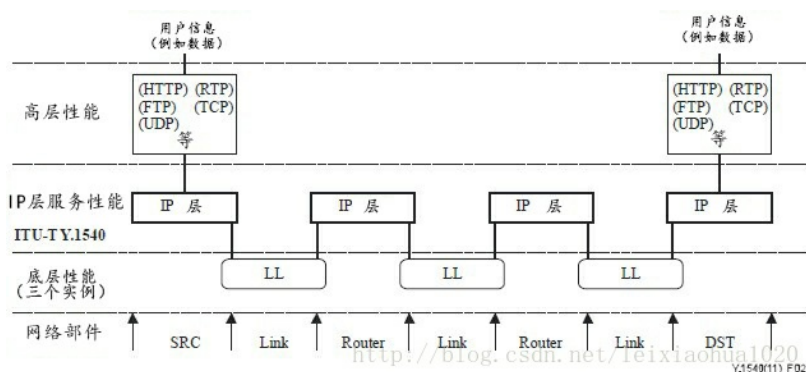 用户信息 用户信息
(例如数据) (例如数据)
高层性能
(HTTP) (RTP) (HTTP) (RTP)
(FTP) (TCP) (FTP) (TCP)
(UDP) (UDP)
等 等
IP层服务性能 IP 层 IP 层 IP 层 IP 层
ITU-T Y.1540
底层性能 LL LL LL
(三个实例)
网络部件 SRC Link Router Link Router Link DST
http://blog.csdn.net/leixiaohua1020
Y.1540(11)_F02